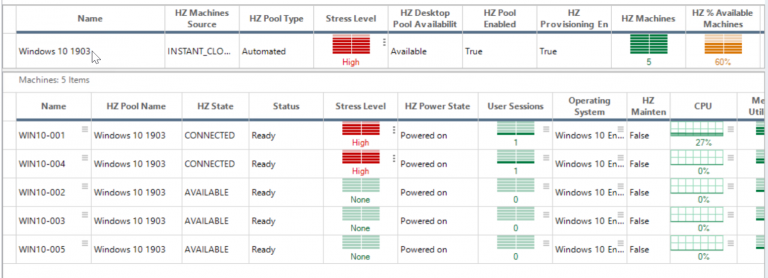 Name HZ Machines Source HZ Pool Type Stress Level HZ Desktop Pool Availabilit HZ Pool Enabled HZ Provisioning En HZ Machines HZ % Available Machines
Windows 10 1903 INSTANT_CLO... Automated High Available True True 5 60%
Machines: 5 Items
Name HZ Pool Name HZ State Status Stress Level HZ Power State User Sessions Operating System HZ Mainten CPU Me Utili
WIN10-001 Windows 10 1903 CONNECTED Ready High Powered on 1 Windows 10 En... False 27%
WIN10-004 Windows 10 1903 CONNECTED Ready High Powered on 1 Windows 10 En... False 0%
WIN10-002 Windows 10 1903 AVAILABLE Ready None Powered on 0 Windows 10 En... False 0%
WIN10-003 Windows 10 1903 AVAILABLE Ready None Powered on 0 Windows 10 En... False 0%
WIN10-005 Windows 10 1903 AVAILABLE Ready None Powered on 0 Windows 10 En... False 0%